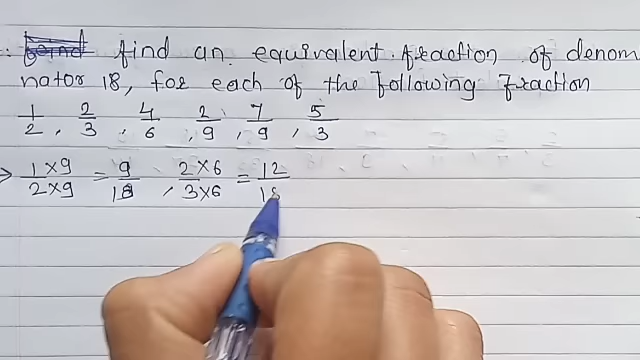 : find an equivalent fraction of denom
nator 18, for each of the following fraction
1/2, 2/3, 4/6, 2/9, 7/9, 5/3
→ 1×9/2×9 = 9/18, 2×6/3×6 = 12/18